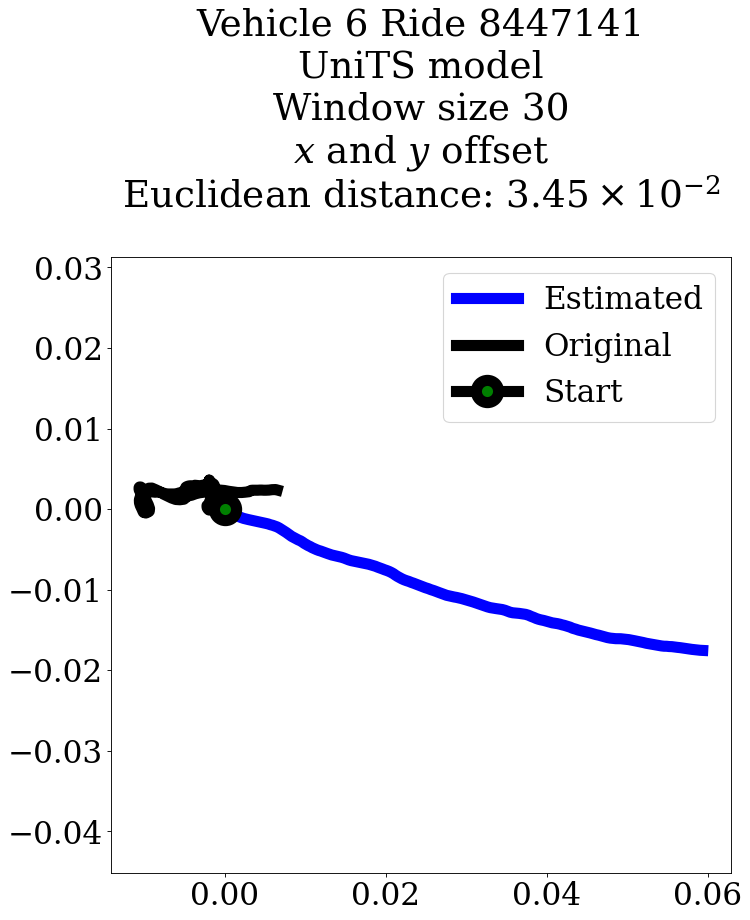 Vehicle 6 Ride 8447141
UniTS model
Window size 30
x and y offset
Euclidean distance: 3.45 × 10⁻²
0.03
0.02
0.01
0.00
−0.01
−0.02
−0.03
−0.04
Estimated
Original
Start
0.00 0.02 0.04 0.06